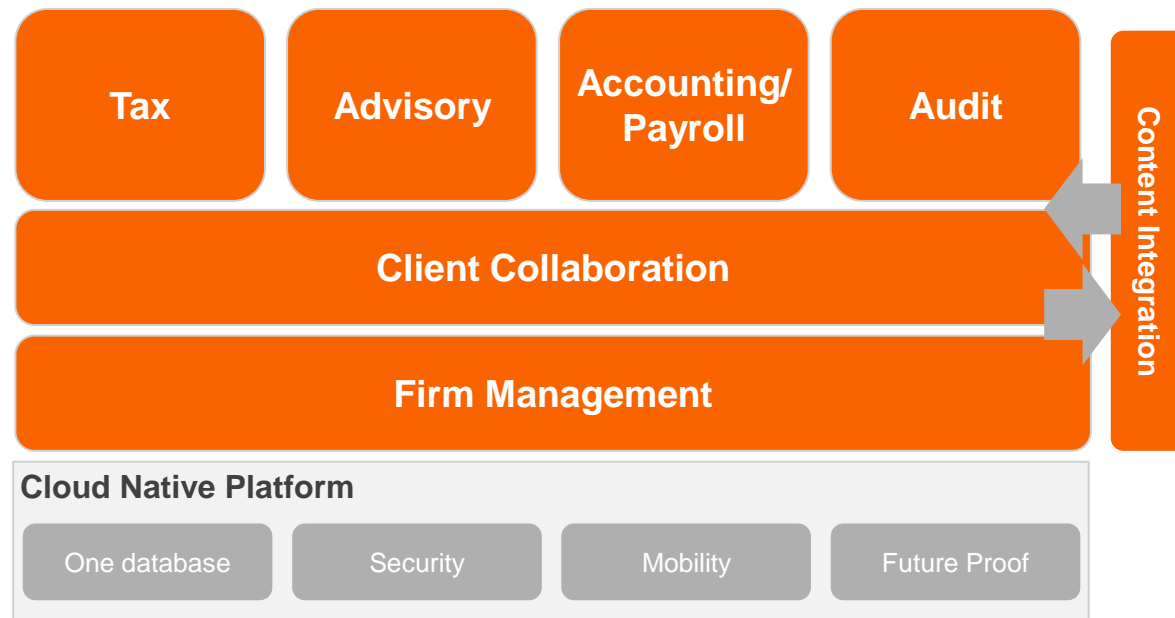 Tax
Advisory
Accounting/
Payroll
Audit
Content Integration
Client Collaboration
Firm Management
Cloud Native Platform
One database
Security
Mobility
Future Proof